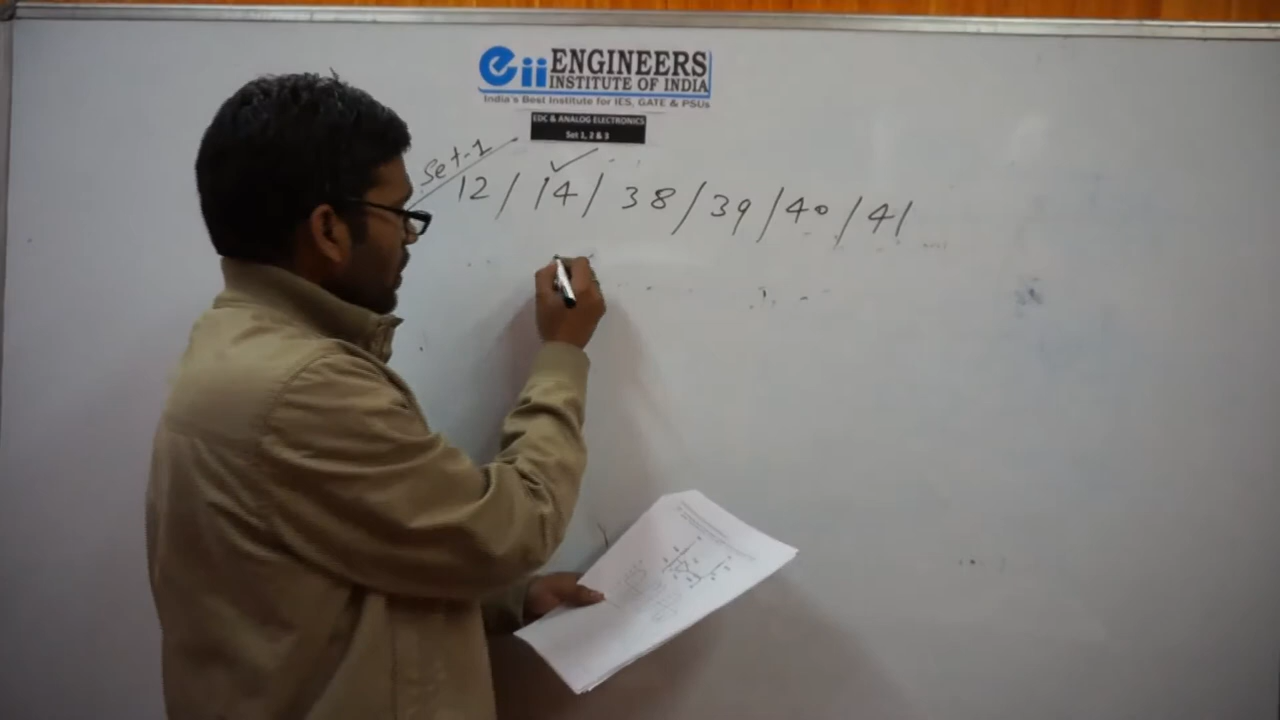 eii ENGINEERS
INSTITUTE OF INDIA
India's Best Institute for IES, GATE & PSUs
EDC & ANALOG ELECTRONICS
Set 1, 2 & 3
Set-1
12 / 14 / 38 / 39 / 40 / 41